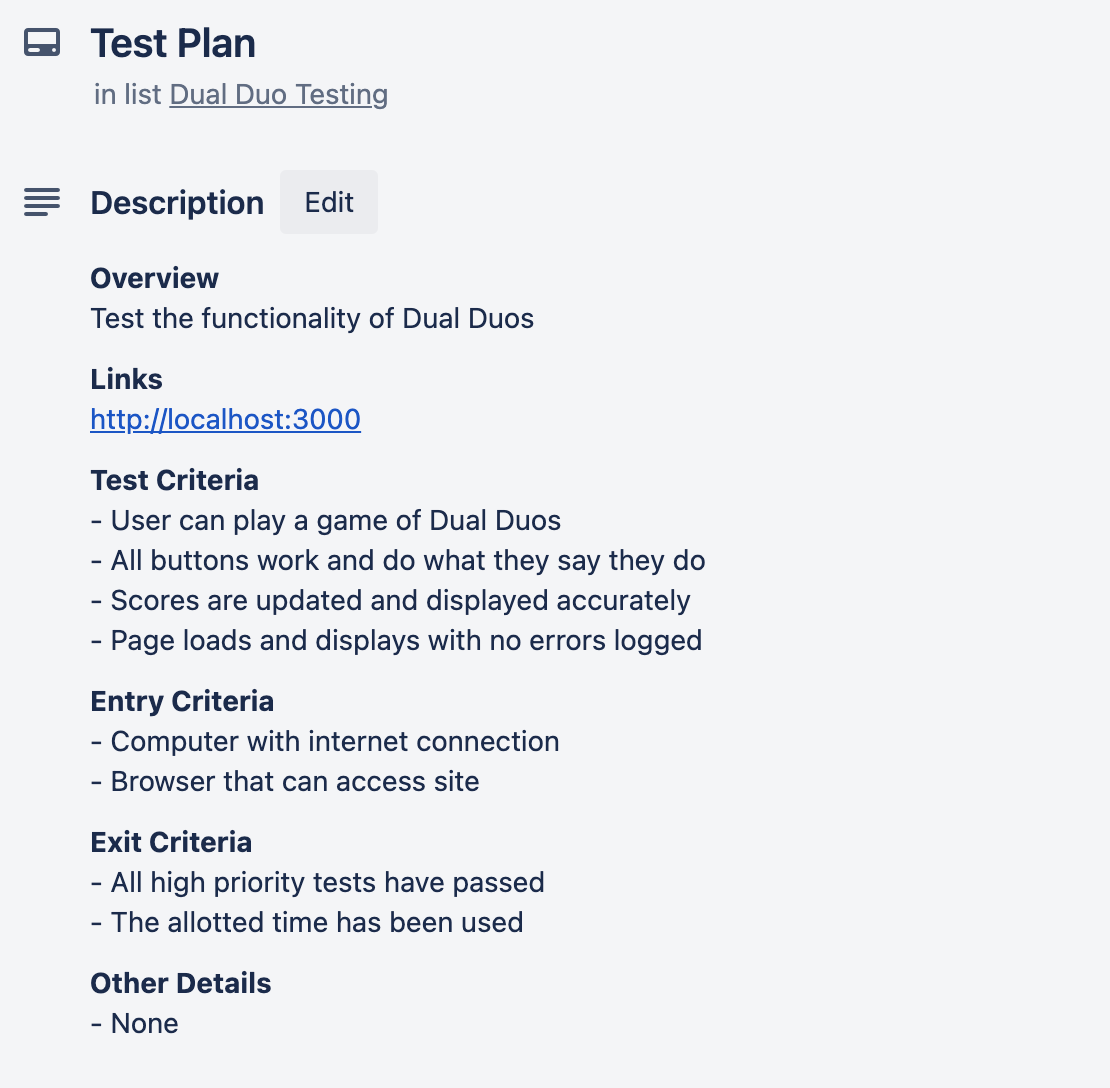 Test Plan
in list Dual Duo Testing
Description Edit
Overview
Test the functionality of Dual Duos
Links
http://localhost:3000
Test Criteria
- User can play a game of Dual Duos
- All buttons work and do what they say they do
- Scores are updated and displayed accurately
- Page loads and displays with no errors logged
Entry Criteria
- Computer with internet connection
- Browser that can access site
Exit Criteria
- All high priority tests have passed
- The allotted time has been used
Other Details
- None